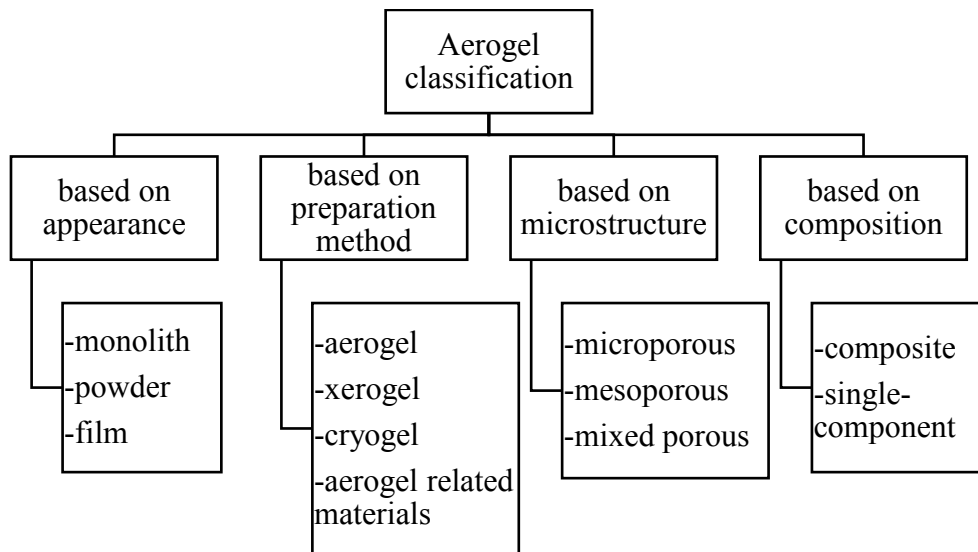 Aerogel
classification
based on
appearance
based on
preparation
method
based on
microstructure
based on
composition
-monolith
-powder
-film
-aerogel
-xerogel
-cryogel
-aerogel related
materials
-microporous
-mesoporous
-mixed porous
-composite
-single-
component